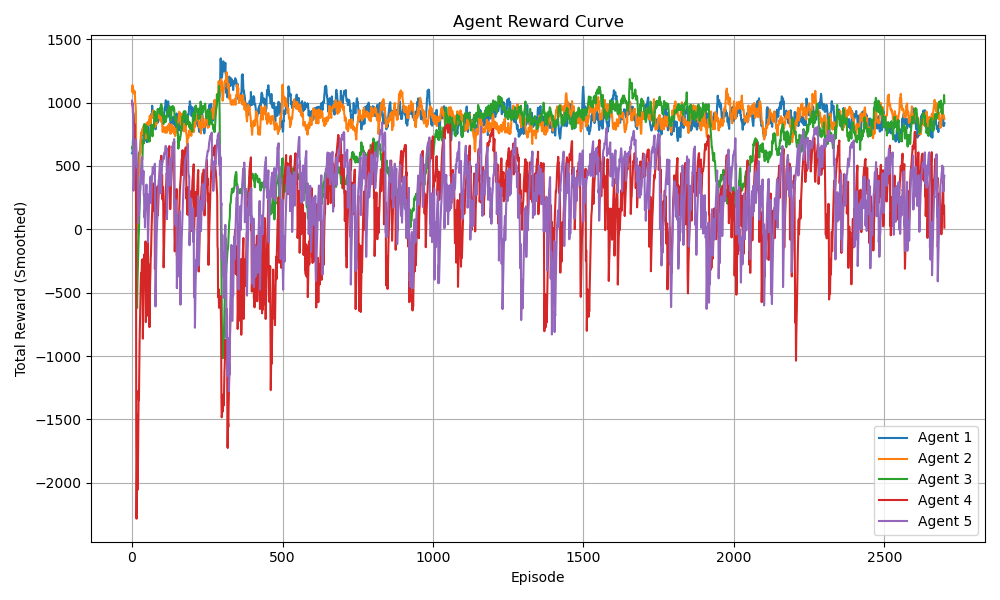 Agent Reward Curve
Total Reward (Smoothed)
1500
1000
500
0
−500
−1000
−1500
−2000
0
500
1000
1500
2000
2500
Episode
Agent 1
Agent 2
Agent 3
Agent 4
Agent 5